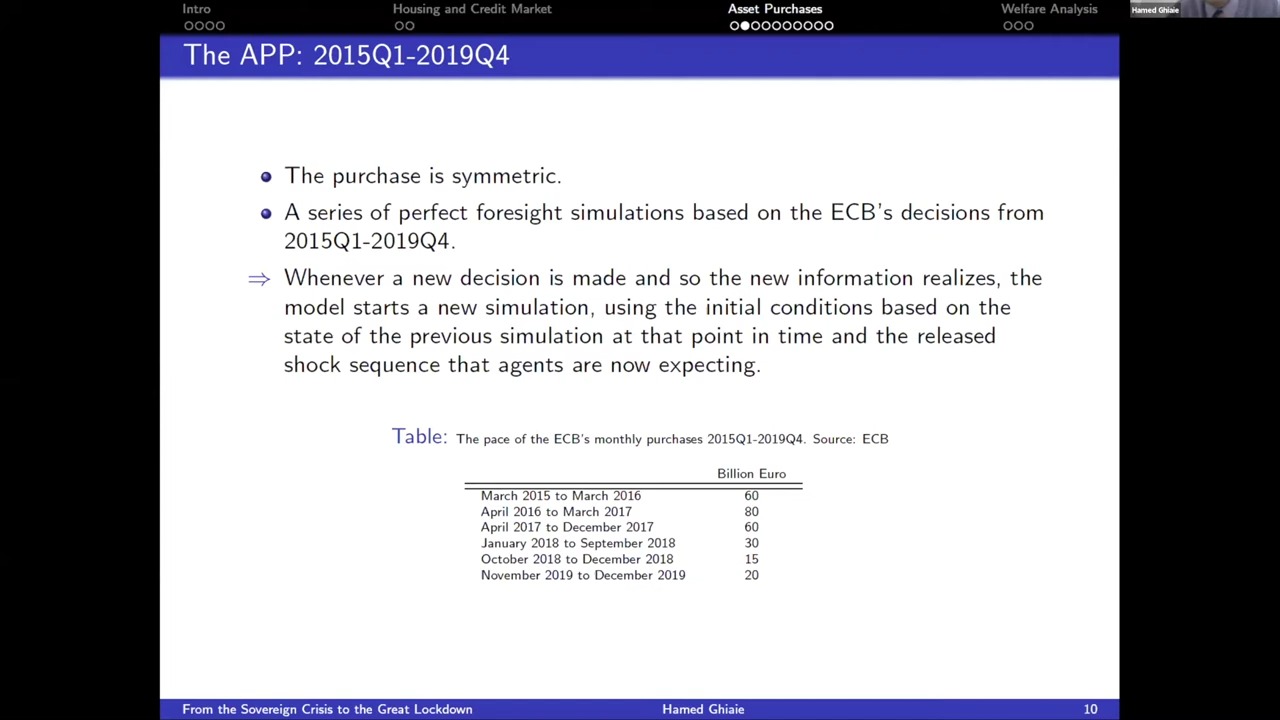 Intro
Housing and Credit Market
Asset Purchases
Welfare Analysis
Hamed Ghiaie
The APP: 2015Q1-2019Q4
The purchase is symmetric.
A series of perfect foresight simulations based on the ECB's decisions from
2015Q1-2019Q4.
⇒ Whenever a new decision is made and so the new information realizes, the
model starts a new simulation, using the initial conditions based on the
state of the previous simulation at that point in time and the released
shock sequence that agents are now expecting.
Table: The pace of the ECB's monthly purchases 2015Q1-2019Q4. Source: ECB
Billion Euro
March 2015 to March 2016 60
April 2016 to March 2017 80
April 2017 to December 2017 60
January 2018 to September 2018 30
October 2018 to December 2018 15
November 2019 to December 2019 20
From the Sovereign Crisis to the Great Lockdown
Hamed Ghiaie
10